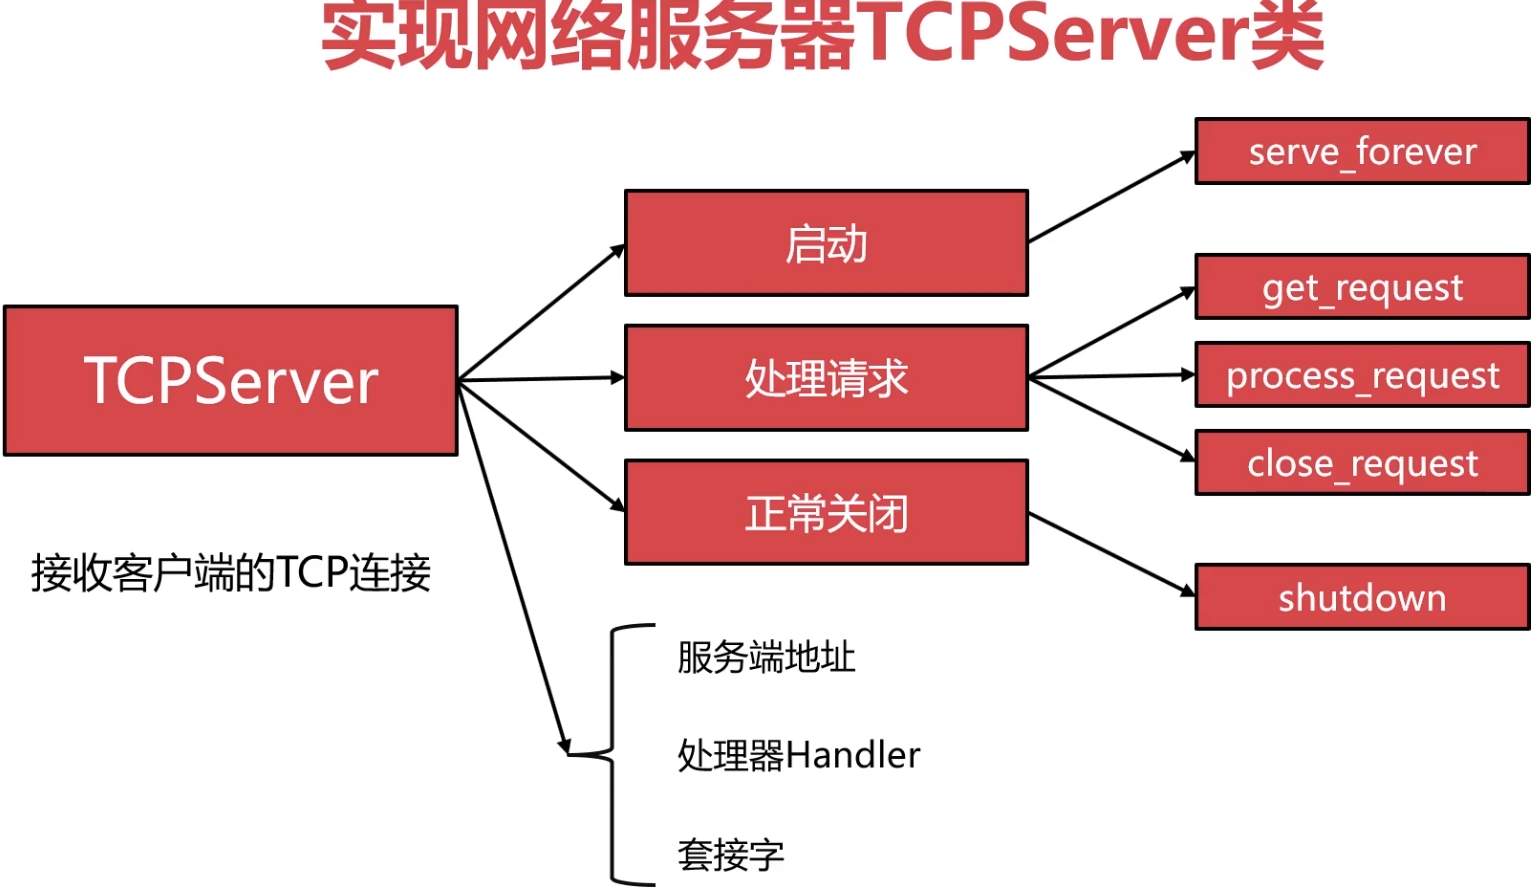 实现网络服务器TCPServer类
TCPServer
接收客户端的TCP连接
启动
处理请求
正常关闭
serve_forever
get_request
process_request
close_request
shutdown
服务端地址
处理器Handler
套接字